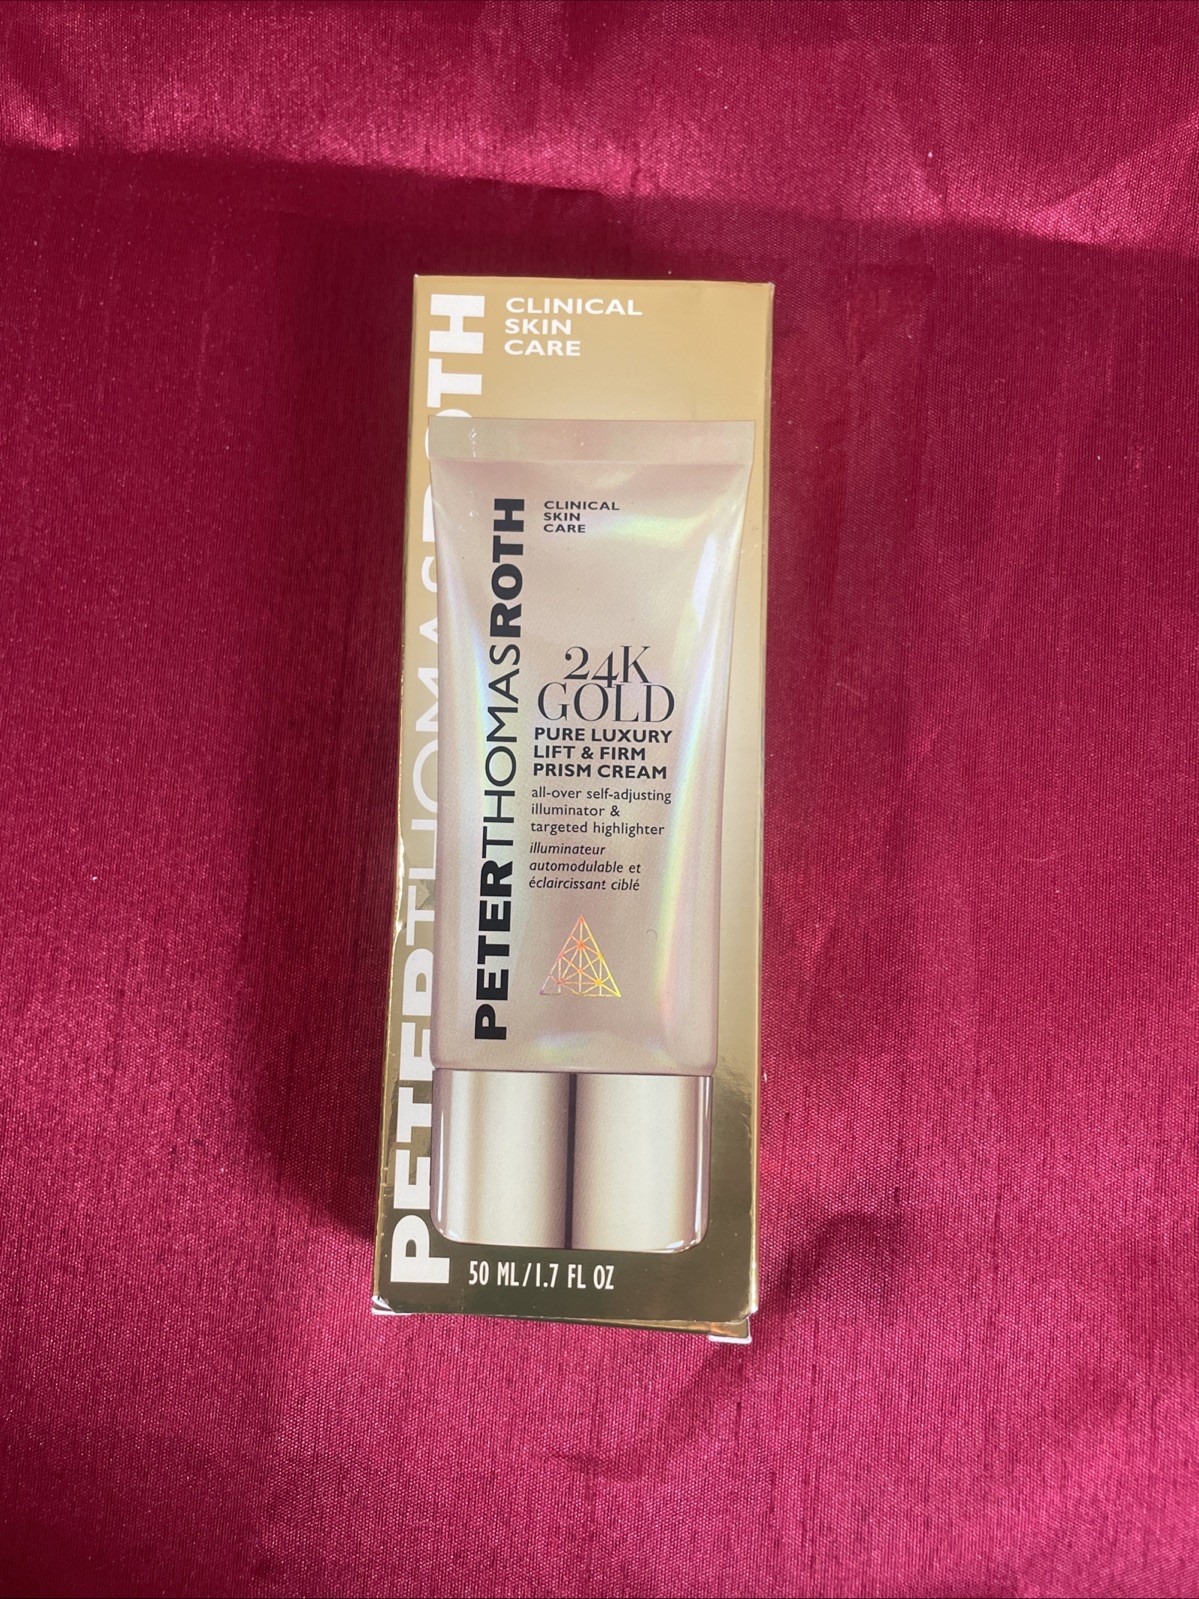 PETERTHOMASROTH
CLINICAL
SKIN
CARE
PETERTHOMASROTH
CLINICAL
SKIN
CARE
24K
GOLD
PURE LUXURY
LIFT & FIRM
PRISM CREAM
all-over self-adjusting
illuminator &
targeted highlighter
illuminateur
automodulable et
éclaircissant ciblé
50 ML/1.7 FL OZ